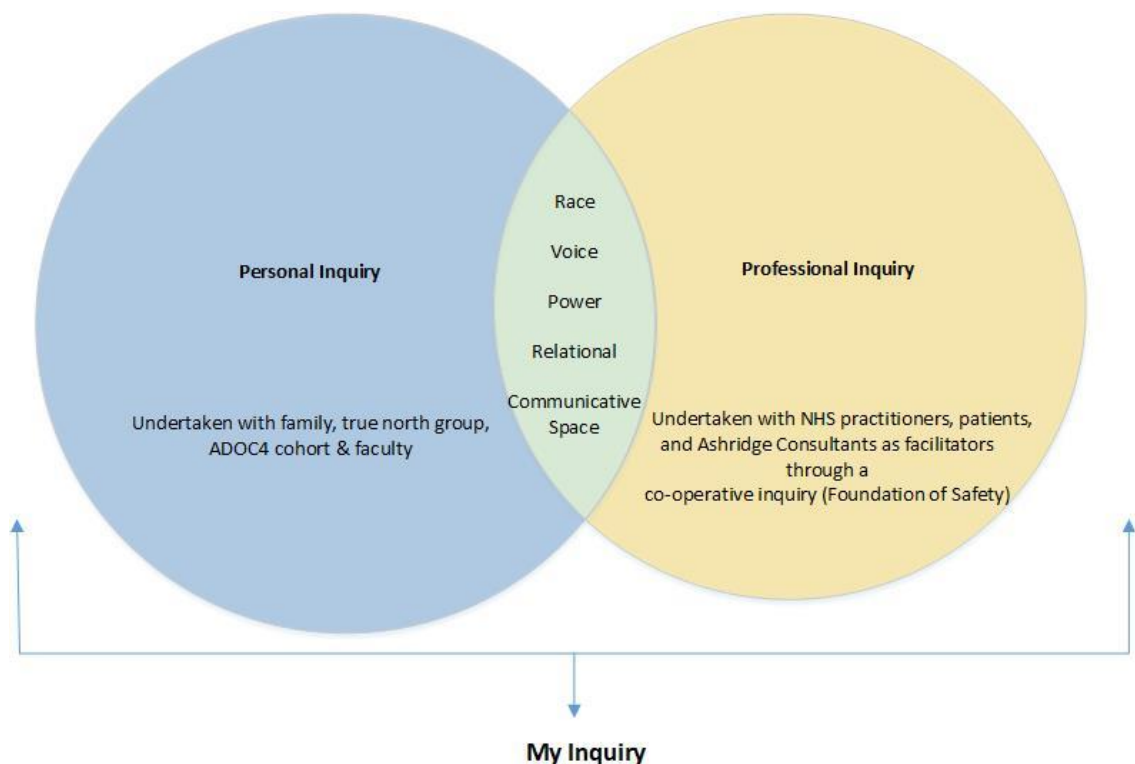 Personal Inquiry
Undertaken with family, true north group,
ADOC4 cohort & faculty
Race
Voice
Power
Relational
Communicative
Space
Professional Inquiry
Undertaken with NHS practitioners, patients,
and Ashridge Consultants as facilitators
through a
co-operative inquiry (Foundation of Safety)
My Inquiry